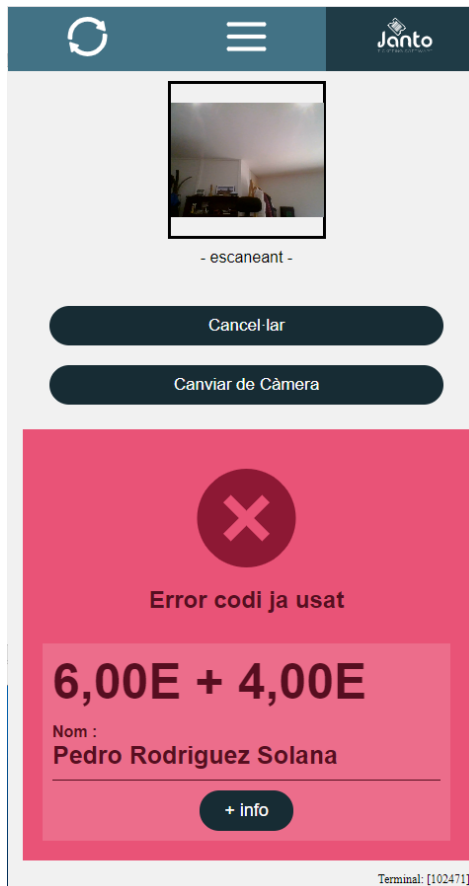 Janto
- escaneant -
Cancel·lar
Canviar de Càmera
Error codi ja usat
6,00E + 4,00E
Nom :
Pedro Rodriguez Solana
+ info
Terminal: [102471]